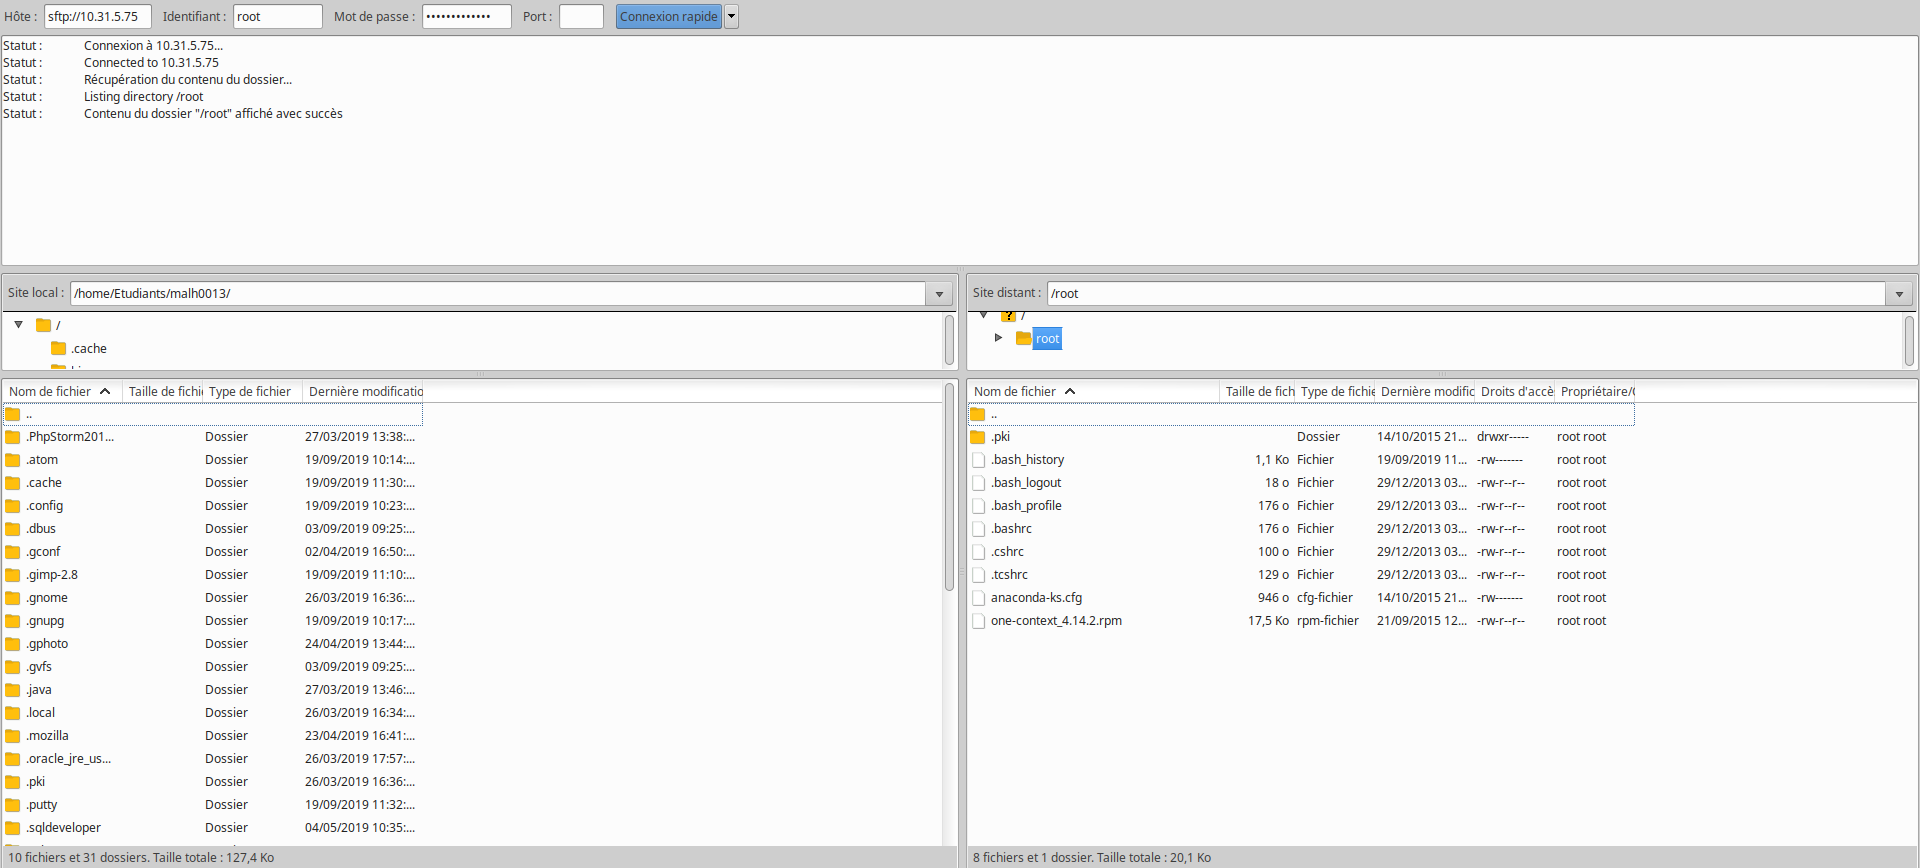 Hôte : sftp://10.31.5.75 Identifiant : root Mot de passe : ••••••••••••• Port : Connexion rapide
Statut : Connexion à 10.31.5.75...
Statut : Connected to 10.31.5.75
Statut : Récupération du contenu du dossier...
Statut : Listing directory /root
Statut : Contenu du dossier "/root" affiché avec succès
Site local : /home/Etudiants/malh0013/
/
.cache
Nom de fichier Taille de fichi Type de fichier Dernière modificatio
..
.PhpStorm201... Dossier 27/03/2019 13:38:...
.atom Dossier 19/09/2019 10:14:...
.cache Dossier 19/09/2019 11:30:...
.config Dossier 19/09/2019 10:23:...
.dbus Dossier 03/09/2019 09:25:...
.gconf Dossier 02/04/2019 16:50:...
.gimp-2.8 Dossier 19/09/2019 11:10:...
.gnome Dossier 26/03/2019 16:36:...
.gnupg Dossier 19/09/2019 10:17:...
.gphoto Dossier 24/04/2019 13:44:...
.gvfs Dossier 03/09/2019 09:25:...
.java Dossier 27/03/2019 13:46:...
.local Dossier 26/03/2019 16:34:...
.mozilla Dossier 23/04/2019 16:41:...
.oracle_jre_us... Dossier 26/03/2019 17:57:...
.pki Dossier 26/03/2019 16:36:...
.putty Dossier 19/09/2019 11:32:...
.sqldeveloper Dossier 04/05/2019 10:35:...
10 fichiers et 31 dossiers. Taille totale : 127,4 Ko
Site distant : /root
? /
root
Nom de fichier Taille de fich Type de fichie Dernière modific Droits d'accè Propriétaire/
..
.pki Dossier 14/10/2015 21... drwxr----- root root
.bash_history 1,1 Ko Fichier 19/09/2019 11... -rw------- root root
.bash_logout 18 o Fichier 29/12/2013 03... -rw-r--r-- root root
.bash_profile 176 o Fichier 29/12/2013 03... -rw-r--r-- root root
.bashrc 176 o Fichier 29/12/2013 03... -rw-r--r-- root root
.cshrc 100 o Fichier 29/12/2013 03... -rw-r--r-- root root
.tcshrc 129 o Fichier 29/12/2013 03... -rw-r--r-- root root
anaconda-ks.cfg 946 o cfg-fichier 14/10/2015 21... -rw------- root root
one-context_4.14.2.rpm 17,5 Ko rpm-fichier 21/09/2015 12... -rw-r--r-- root root
8 fichiers et 1 dossier. Taille totale : 20,1 Ko